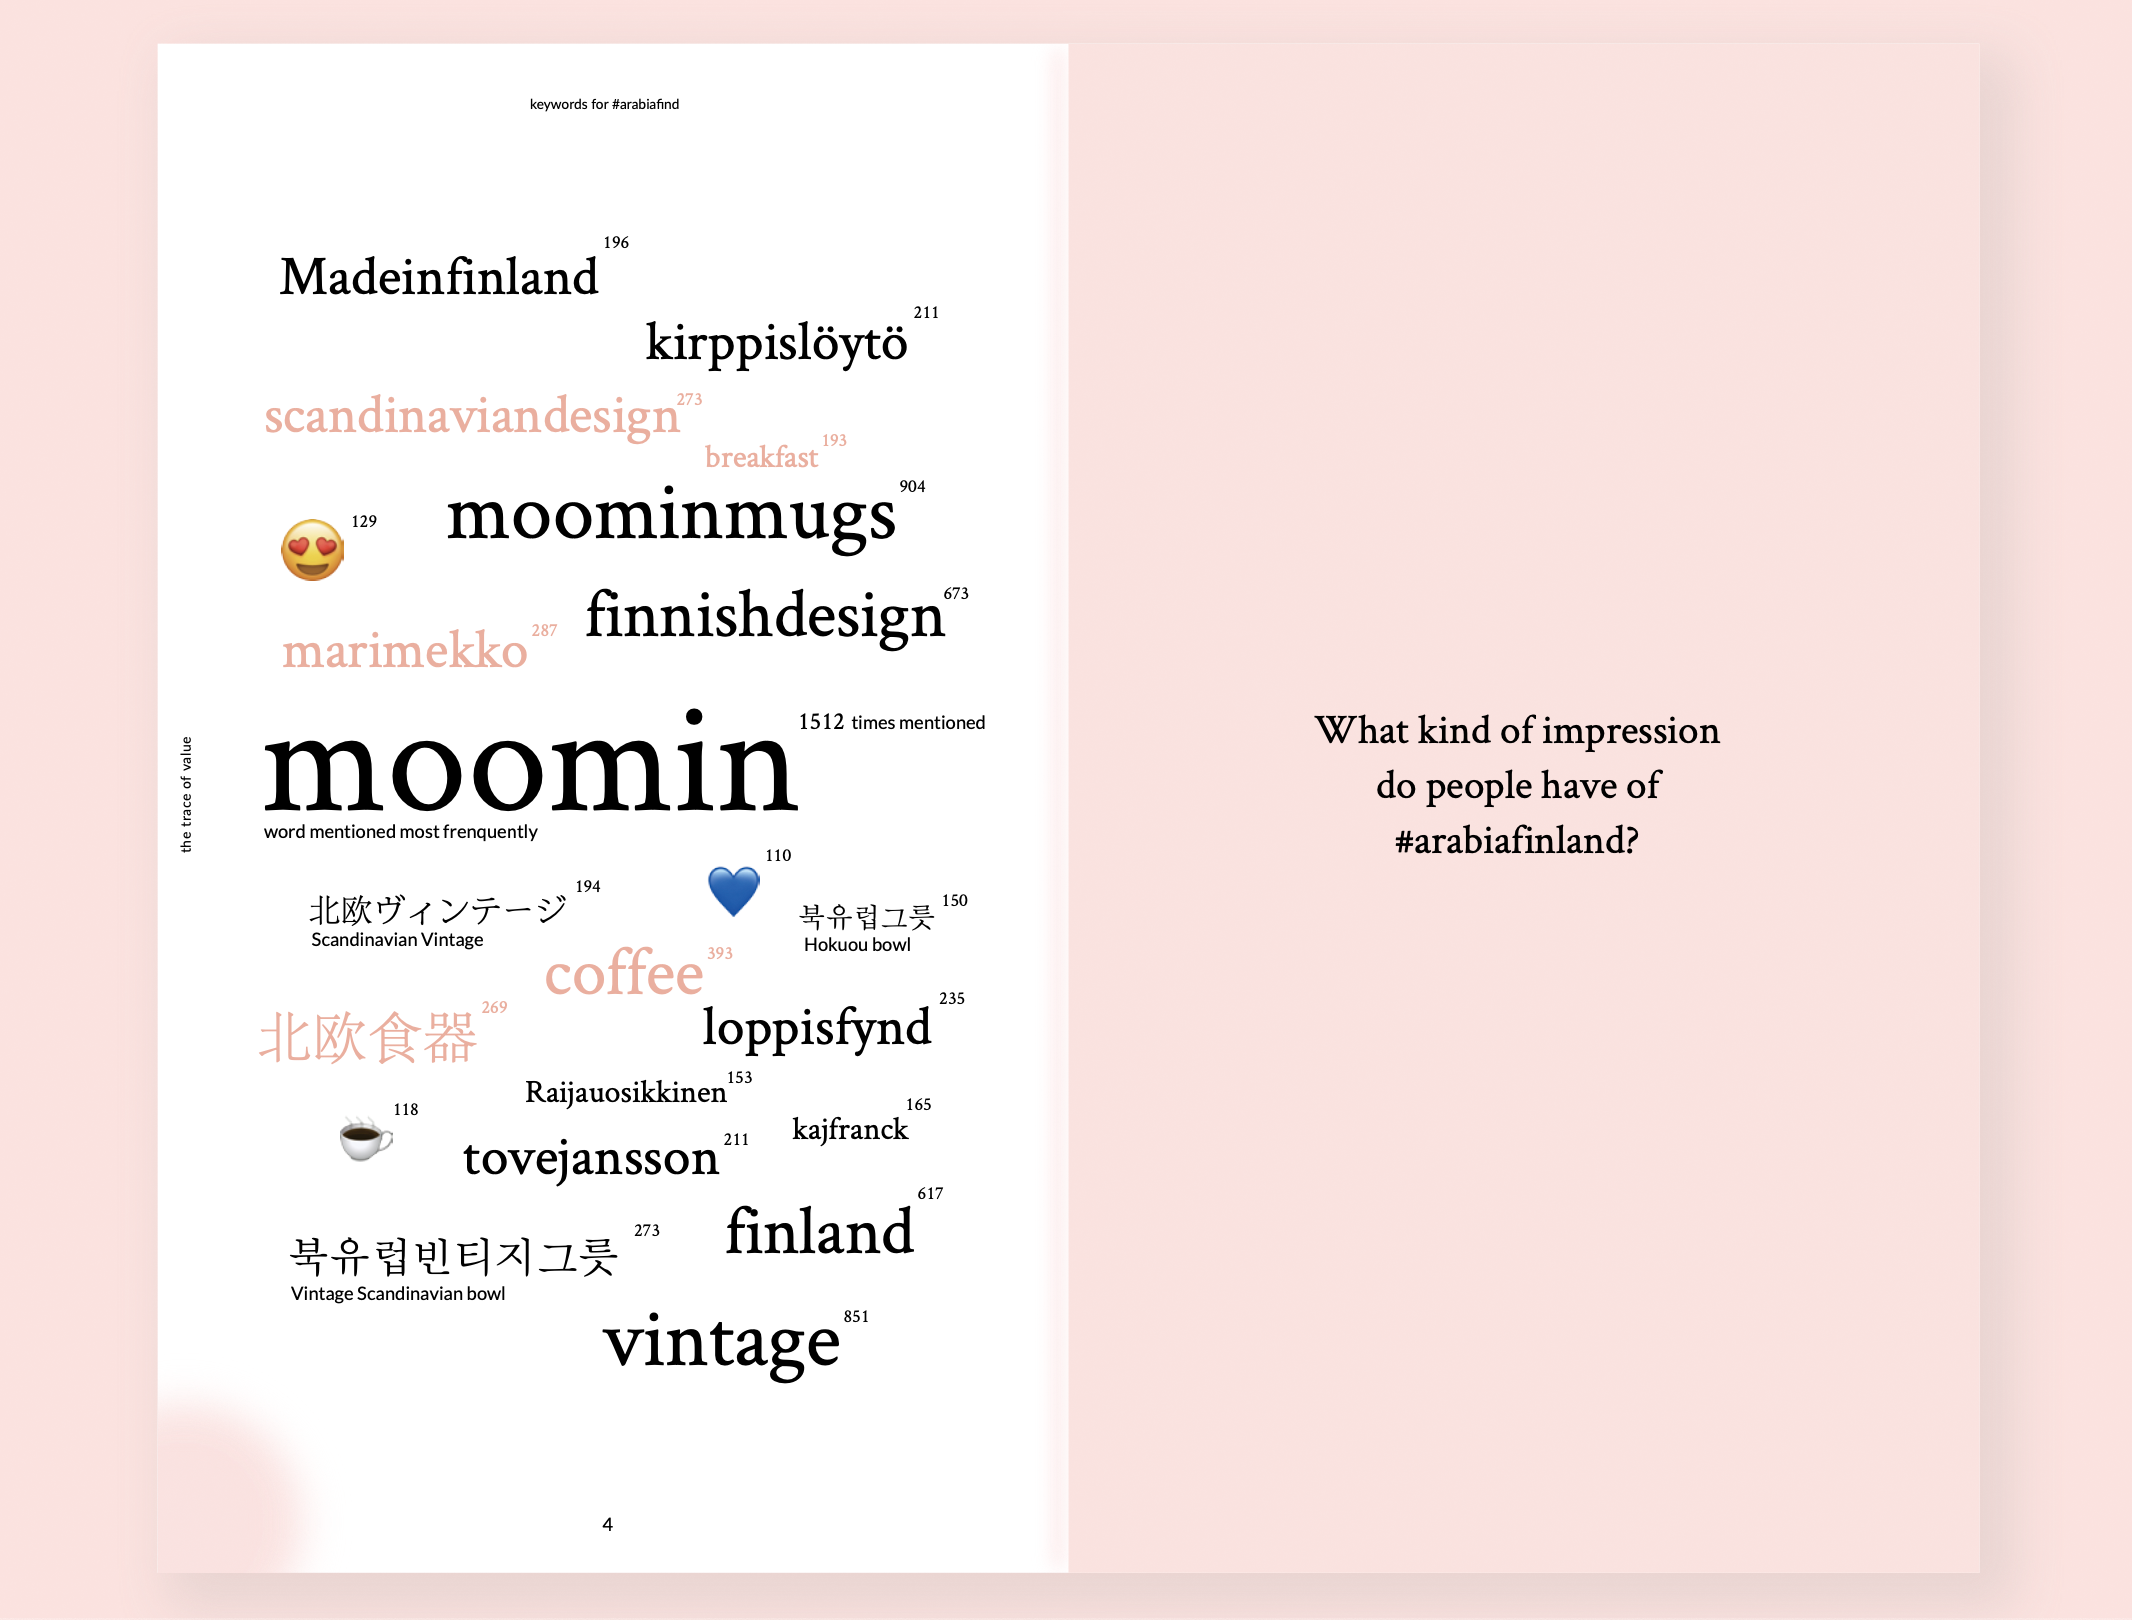 keywords for #arabiafind
Madeinfinland 196
kirppislöytö 211
scandinaviandesign 273
breakfast 193
moominmugs 904
😍 129
finnishdesign 673
marimekko 287
moomin 1512 times mentioned
word mentioned most frenquently
the trace of value
💙 110
北欧ヴィンテージ 194
Scandinavian Vintage
북유럽그릇 150
Hokuou bowl
coffee 393
北欧食器 269
loppisfynd 235
Raijauosikkinen 153
☕ 118
kajfranck 165
tovejansson 211
finland 617
북유럽빈티지그릇 273
Vintage Scandinavian bowl
vintage 851
4
What kind of impression
do people have of
#arabiafinland?